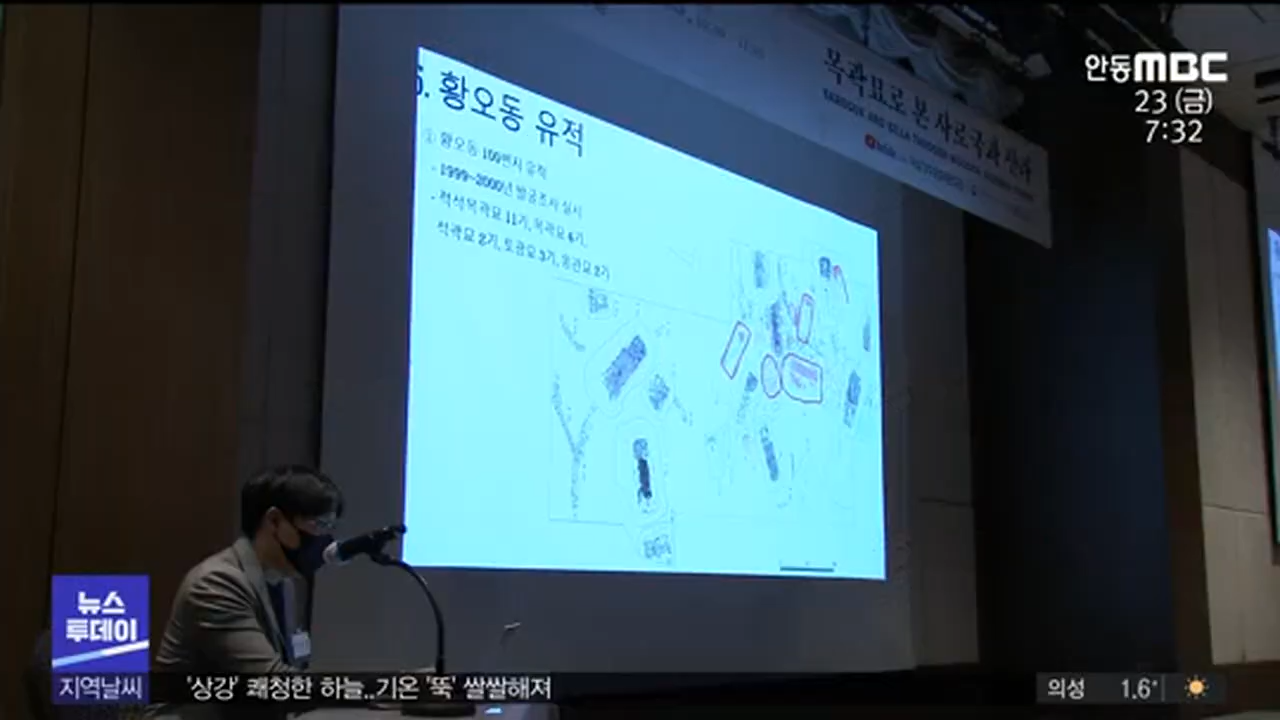 안동MBC
23 (금)
7:32
목곽묘로 본 사로국과 신라
. 황오동 유적
① 황오동 100번지 유적
- 1999~2000년 발굴조사 실시
- 적석목곽묘 11기, 목곽묘 6기,
석곽묘 2기, 토광묘 3기, 옹관묘 2기
뉴스
투데이
지역날씨
'상강' 쾌청한 하늘..기온 '뚝' 쌀쌀해져
의성 1.6°